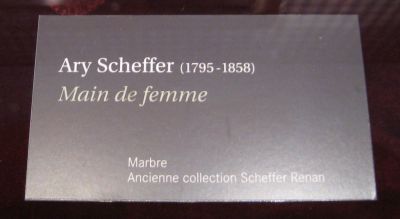 Ary Scheffer (1795-1858)
Main de femme
Marbre
Ancienne collection Scheffer Renan